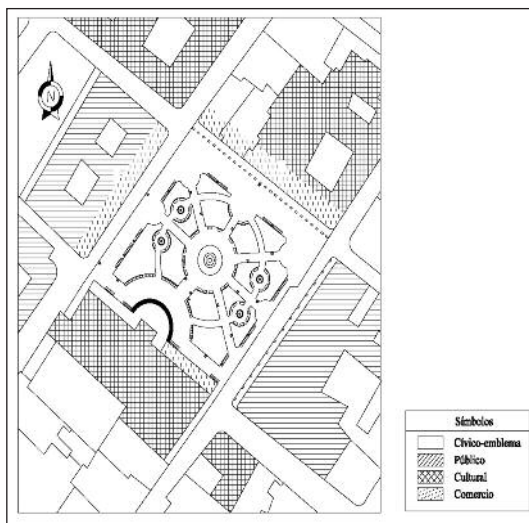 N
Símbolos
Cívico-emblema
Público
Cultural
Comercio